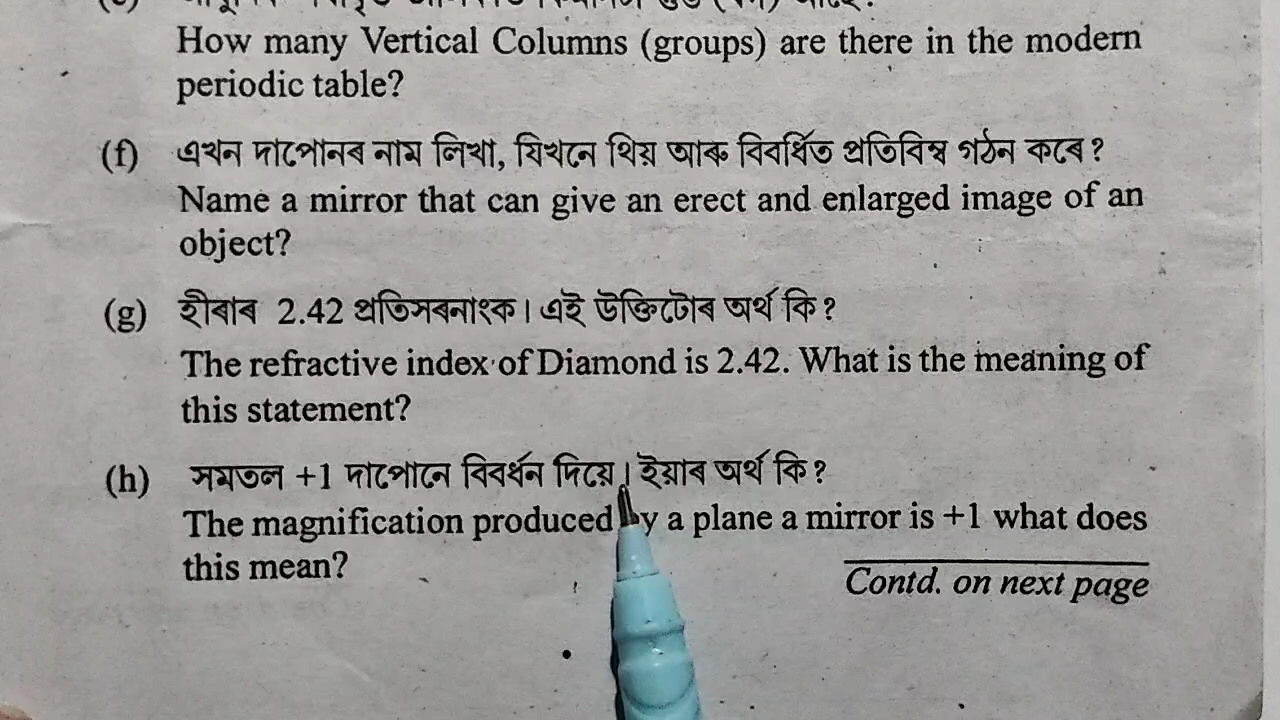 How many Vertical Columns (groups) are there in the modern
periodic table?
(f) এখন দাপোনৰ নাম লিখা, যিখনে থিয় আৰু বিবৰ্ধিত প্ৰতিবিম্ব গঠন কৰে?
Name a mirror that can give an erect and enlarged image of an
object?
(g) হীৰাৰ 2.42 প্ৰতিসৰনাংক। এই উক্তিটোৰ অৰ্থ কি?
The refractive index of Diamond is 2.42. What is the meaning of
this statement?
(h) সমতল +1 দাপোনে বিবৰ্ধন দিয়ে। ইয়াৰ অৰ্থ কি?
The magnification produced by a plane a mirror is +1 what does
this mean?
Contd. on next page